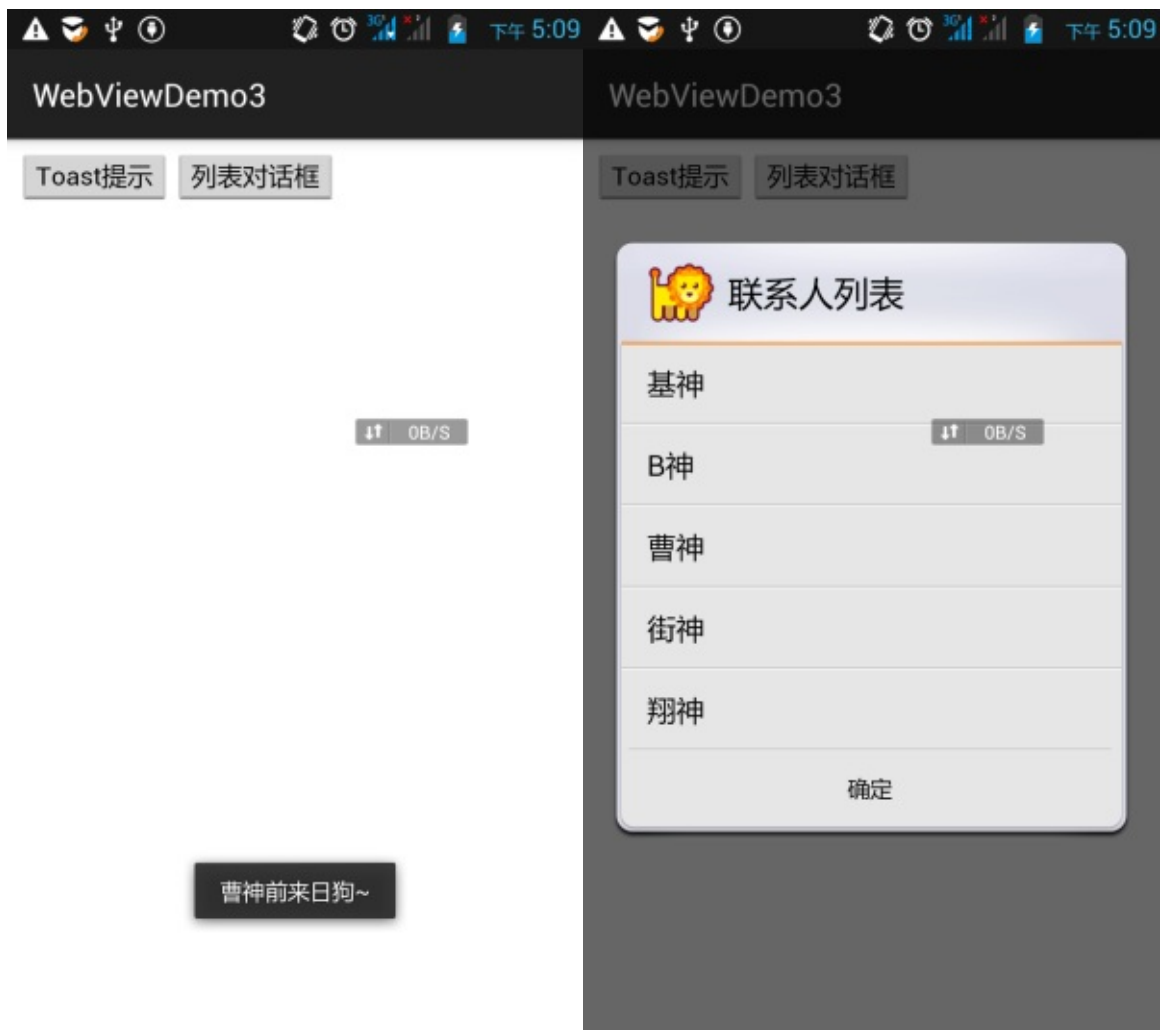 3G 下午 5:09
WebViewDemo3
Toast提示 列表对话框
0B/S
曹神前来日狗~
3G 下午 5:09
WebViewDemo3
Toast提示 列表对话框
联系人列表
基神
0B/S
B神
曹神
街神
翔神
确定